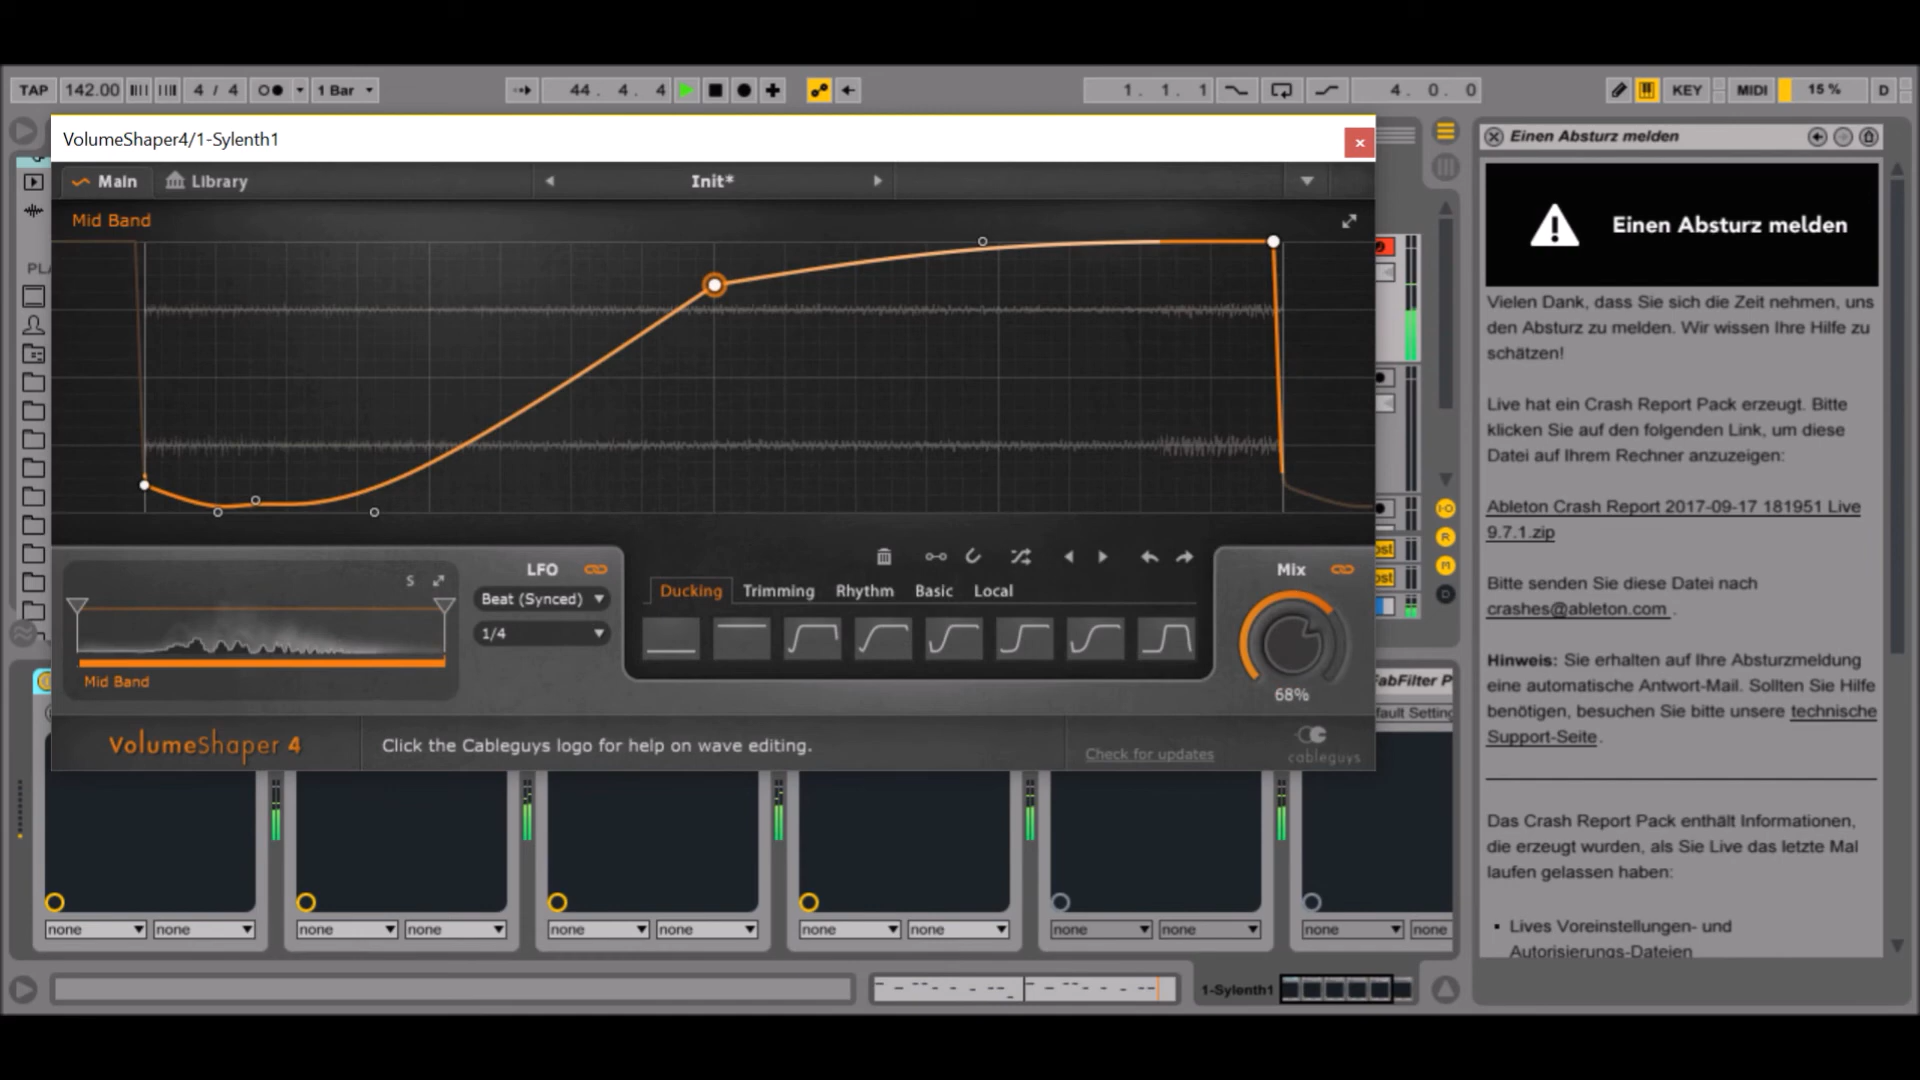 TAP 142.00 4 / 4 1 Bar 44 . 4 . 4 1 . 1 . 1 4 . 0 . 0 KEY MIDI 15 % D
VolumeShaper4/1-Sylenth1
Main Library Init*
Mid Band
LFO
Beat (Synced)
1/4
S
Mid Band
Ducking Trimming Rhythm Basic Local
Mix
68%
VolumeShaper 4
Click the Cableguys logo for help on wave editing.
Check for updates
cableguys
none none none none none none none none none none none none
1-Sylenth1
Einen Absturz melden
Einen Absturz melden
Vielen Dank, dass Sie sich die Zeit nehmen, uns
den Absturz zu melden. Wir wissen Ihre Hilfe zu
schätzen!
Live hat ein Crash Report Pack erzeugt. Bitte
klicken Sie auf den folgenden Link, um diese
Datei auf Ihrem Rechner anzuzeigen:
Ableton Crash Report 2017-09-17 181951 Live
9.7.1.zip
Bitte senden Sie diese Datei nach
crashes@ableton.com .
Hinweis: Sie erhalten auf Ihre Absturzmeldung
eine automatische Antwort-Mail. Sollten Sie Hilfe
benötigen, besuchen Sie bitte unsere technische
Support-Seite.
Das Crash Report Pack enthält Informationen,
die erzeugt wurden, als Sie Live das letzte Mal
laufen gelassen haben:
▪ Lives Voreinstellungen- und
Autorisierungs-Dateien